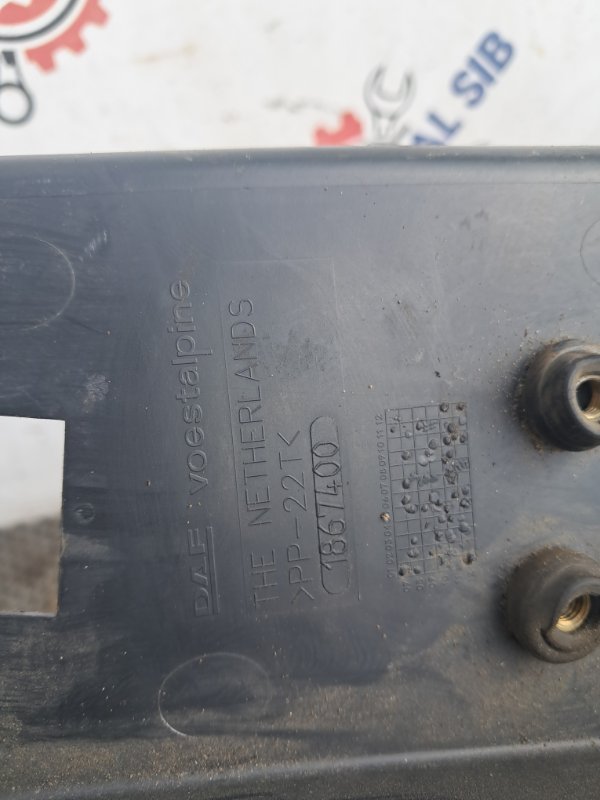 AL SIB
DAF voestalpine
THE NETHERLANDS
>PP-22T<
1867400